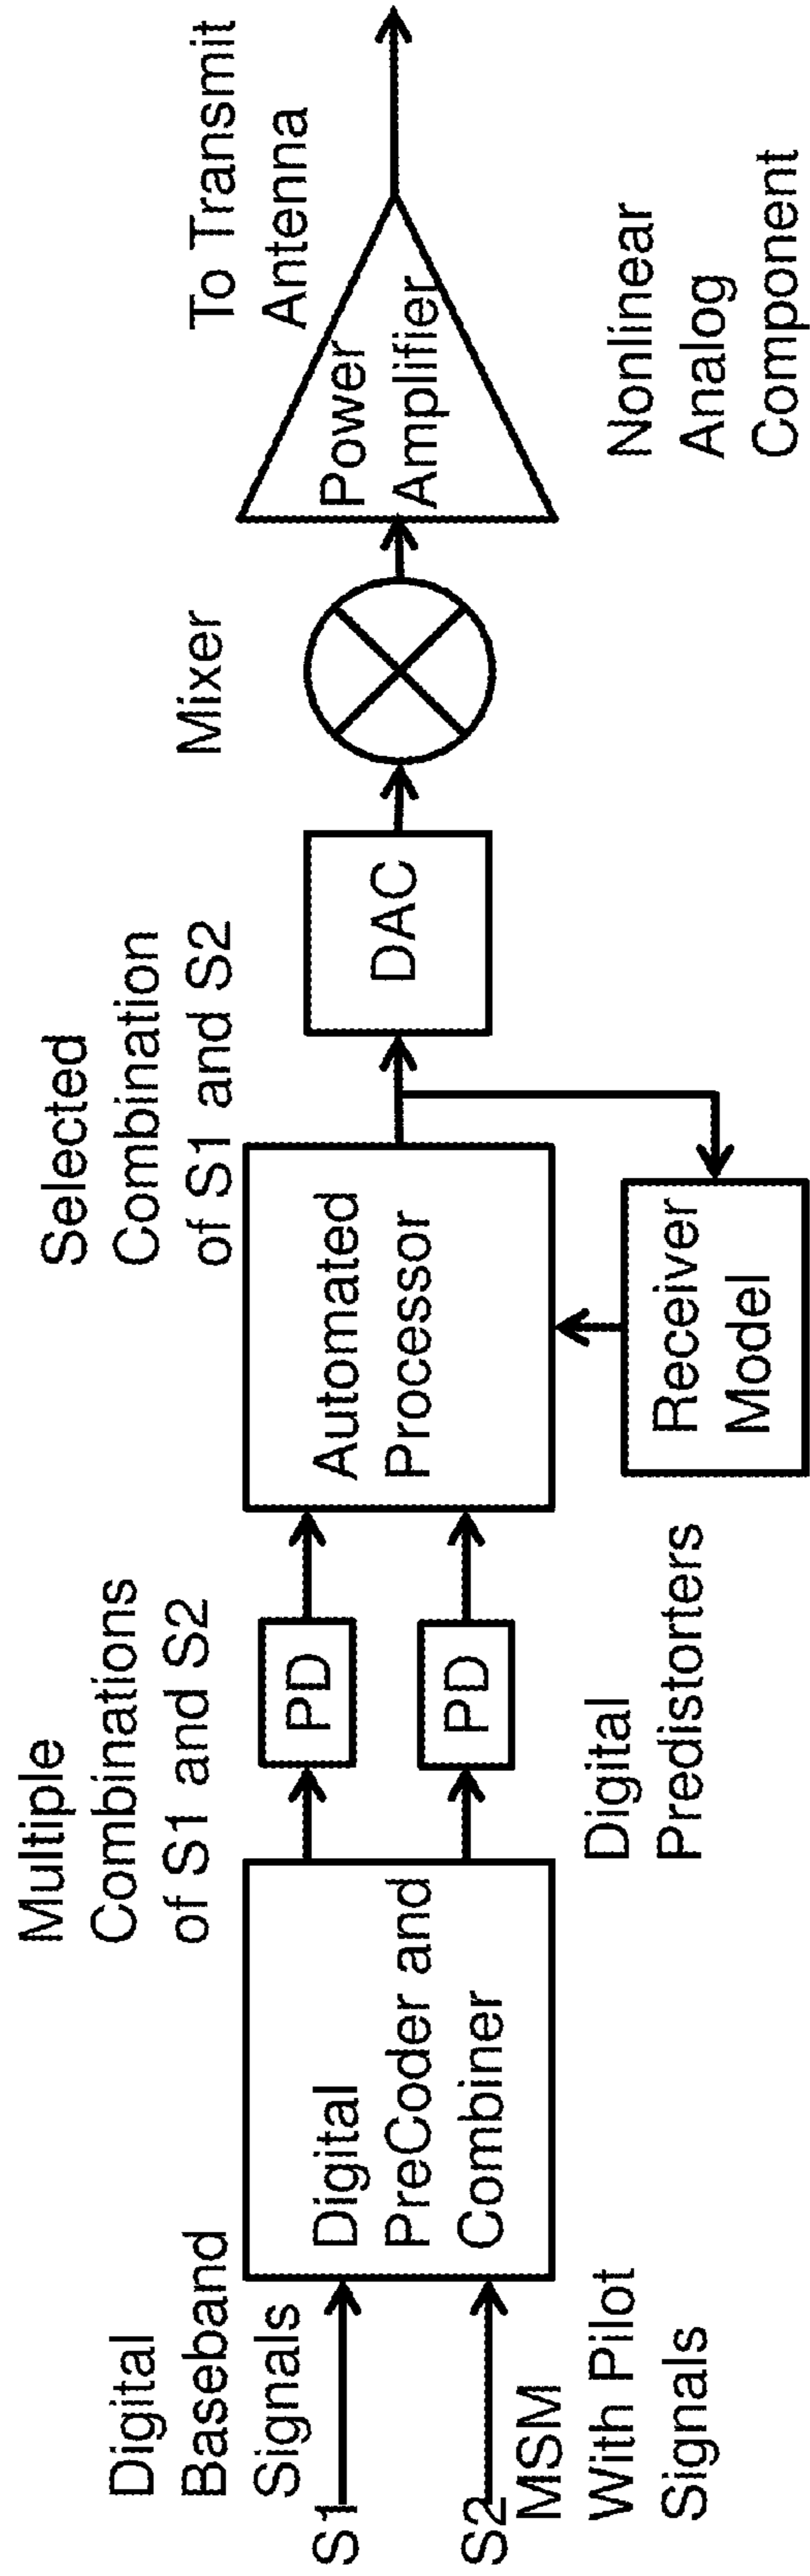 Digital
Baseband
Signals
S1
S2
MSM
With Pilot
Signals
Digital
PreCoder and
Combiner
Multiple
Combinations
of S1 and S2
PD
PD
Digital
Predistorters
Automated
Processor
Receiver
Model
Selected
Combination
of S1 and S2
DAC
Mixer
Power
Amplifier
To Transmit
Antenna
Nonlinear
Analog
Component